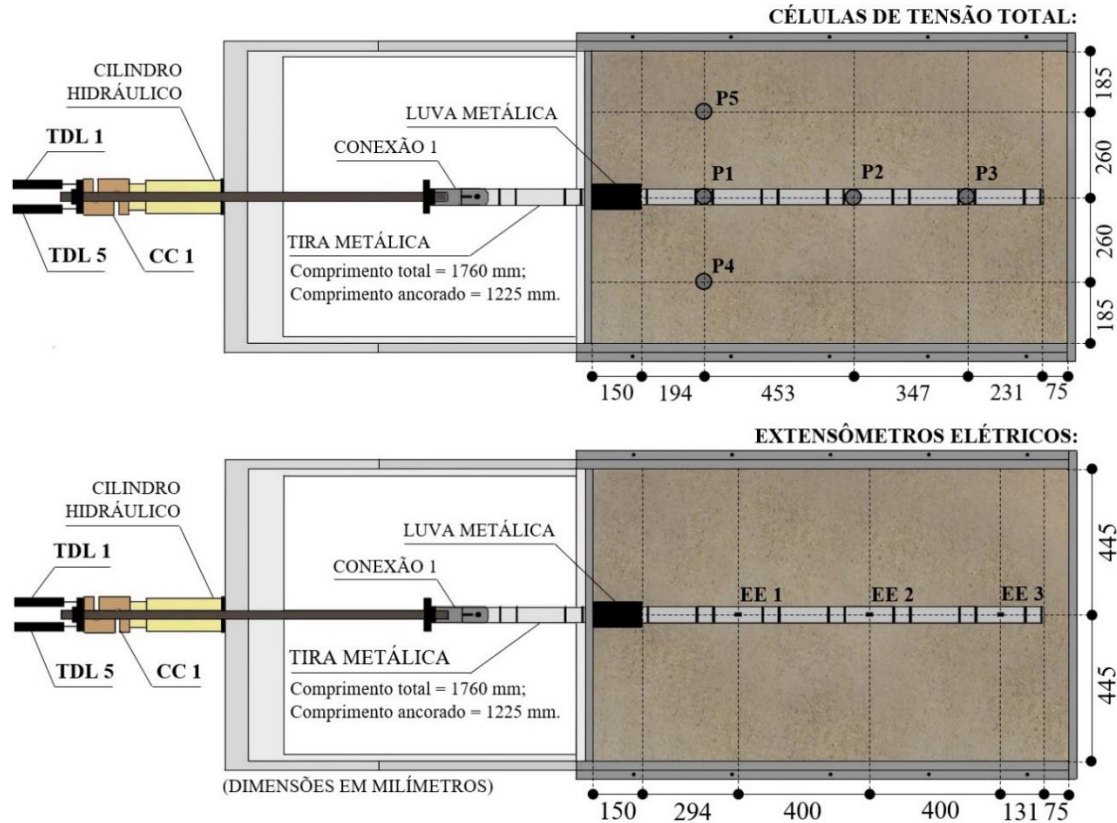 CÉLULAS DE TENSÃO TOTAL:
CILINDRO
HIDRÁULICO
TDL 1
TDL 5
CC 1
CONEXÃO 1
LUVA METÁLICA
TIRA METÁLICA
Comprimento total = 1760 mm;
Comprimento ancorado = 1225 mm.
P5
P1
P2
P3
P4
185
260
260
185
150
194
453
347
231
75
EXTENSÔMETROS ELÉTRICOS:
CILINDRO
HIDRÁULICO
TDL 1
TDL 5
CC 1
CONEXÃO 1
LUVA METÁLICA
TIRA METÁLICA
Comprimento total = 1760 mm;
Comprimento ancorado = 1225 mm.
EE 1
EE 2
EE 3
445
445
(DIMENSÕES EM MILÍMETROS)
150
294
400
400
131
75